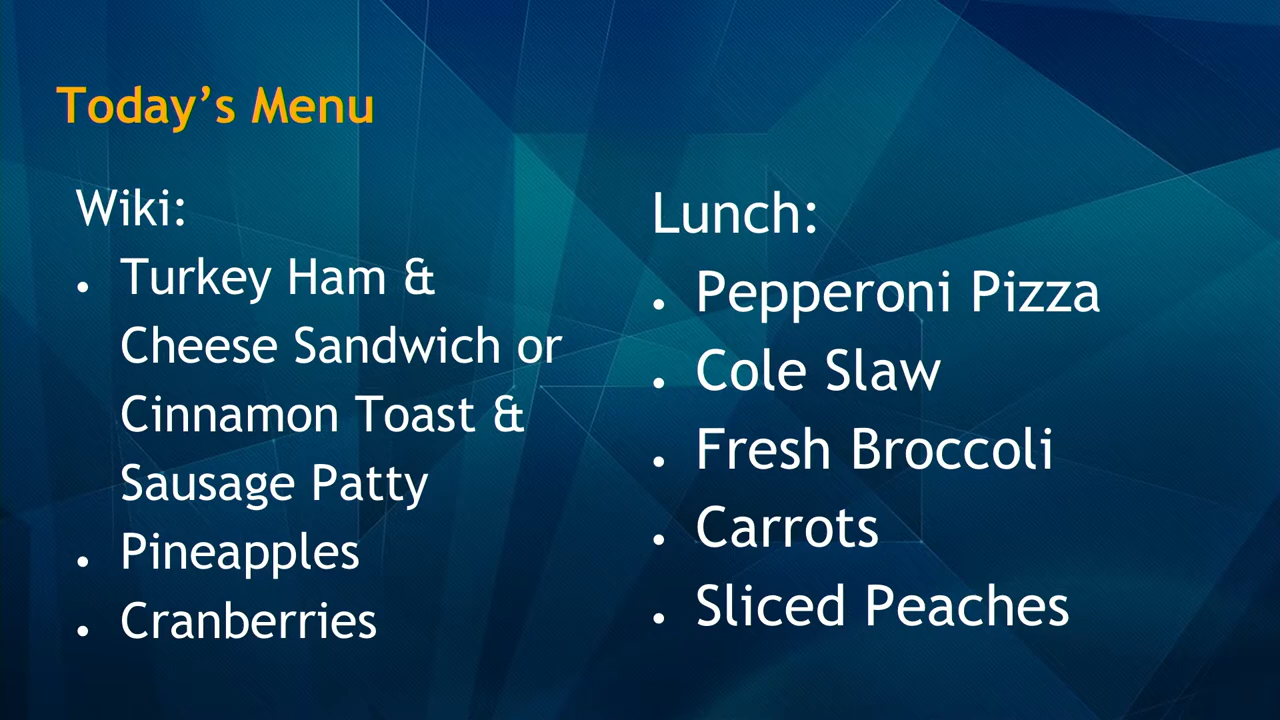 Today’s Menu
Wiki:
• Turkey Ham &
Cheese Sandwich or
Cinnamon Toast &
Sausage Patty
• Pineapples
• Cranberries
Lunch:
• Pepperoni Pizza
• Cole Slaw
• Fresh Broccoli
• Carrots
• Sliced Peaches